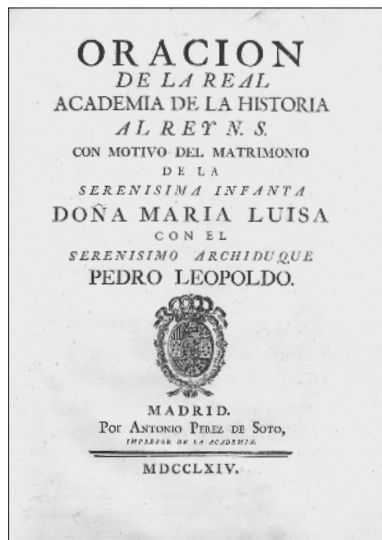 ORACION
DE LA REAL
ACADEMIA DE LA HISTORIA
AL REY N. S.
CON MOTIVO DEL MATRIMONIO
DE LA
SERENISIMA INFANTA
DOÑA MARIA LUISA
CON EL
SERENISIMO ARCHIDUQUE
PEDRO LEOPOLDO.
MADRID.
Por ANTONIO PEREZ DE SOTO,
IMPRESOR DE LA ACADEMIA.
MDCCLXIV.